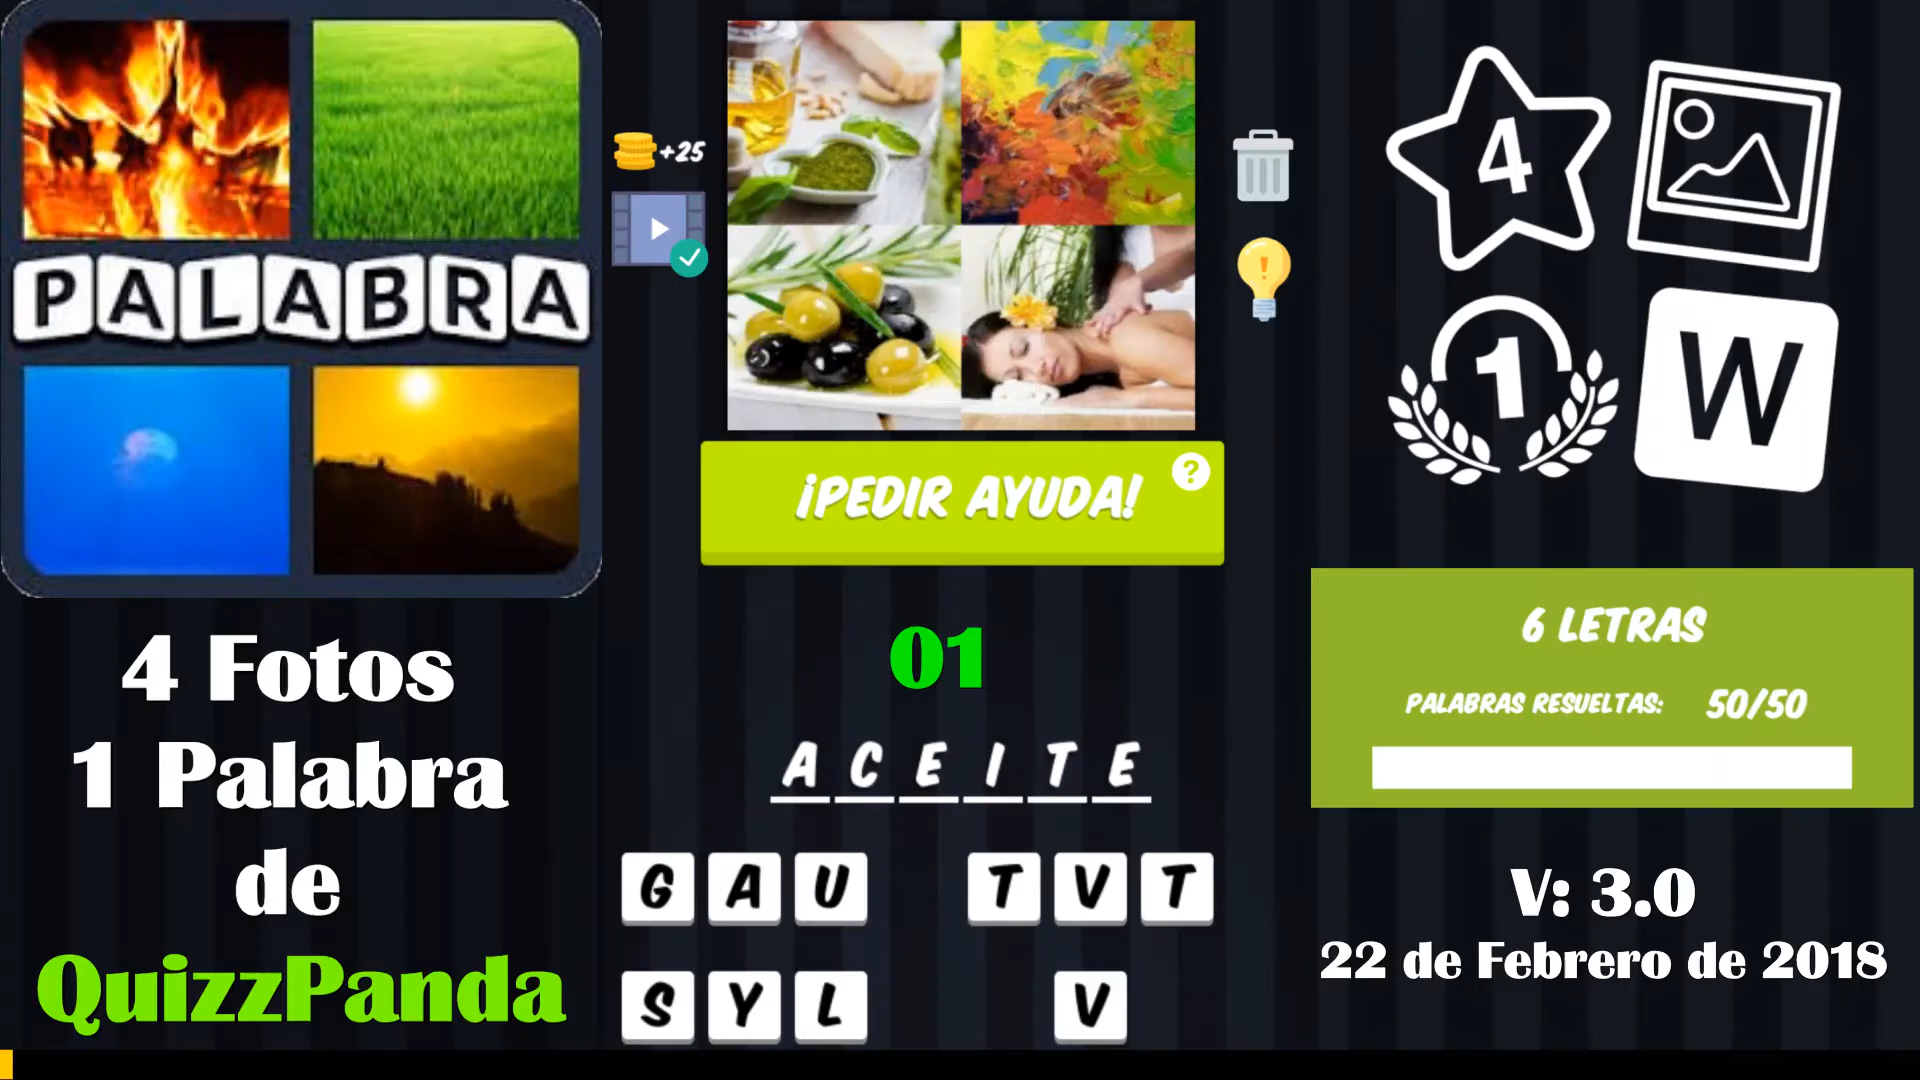 PALABRA
4 Fotos
1 Palabra
de
QuizzPanda
+25
¡PEDIR AYUDA!
?
01
ACEITE
G A U T V T
S Y L V
4
1
W
6 LETRAS
PALABRAS RESUELTAS: 50/50
V: 3.0
22 de Febrero de 2018